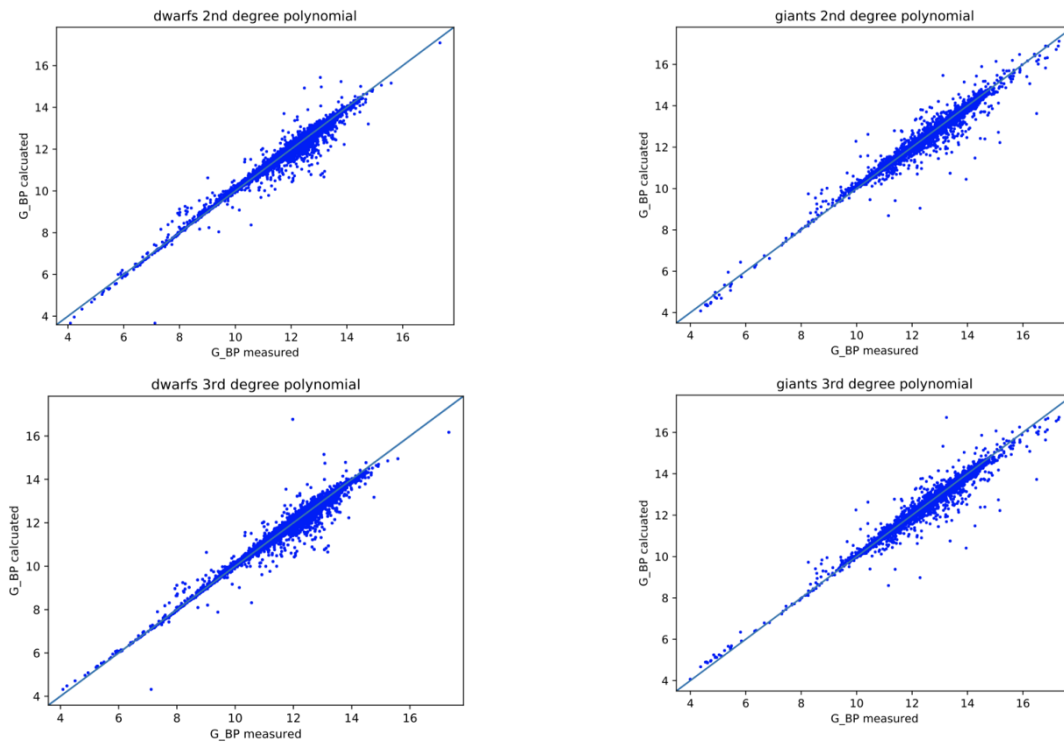 dwarfs 2nd degree polynomial
16
14
12
10
8
6
4
G_BP calcuated
4 6 8 10 12 14 16
G_BP measured
giants 2nd degree polynomial
16
14
12
10
8
6
4
G_BP calcuated
4 6 8 10 12 14 16
G_BP measured
dwarfs 3rd degree polynomial
16
14
12
10
8
6
4
G_BP calcuated
4 6 8 10 12 14 16
G_BP measured
giants 3rd degree polynomial
16
14
12
10
8
6
4
G_BP calcuated
4 6 8 10 12 14 16
G_BP measured